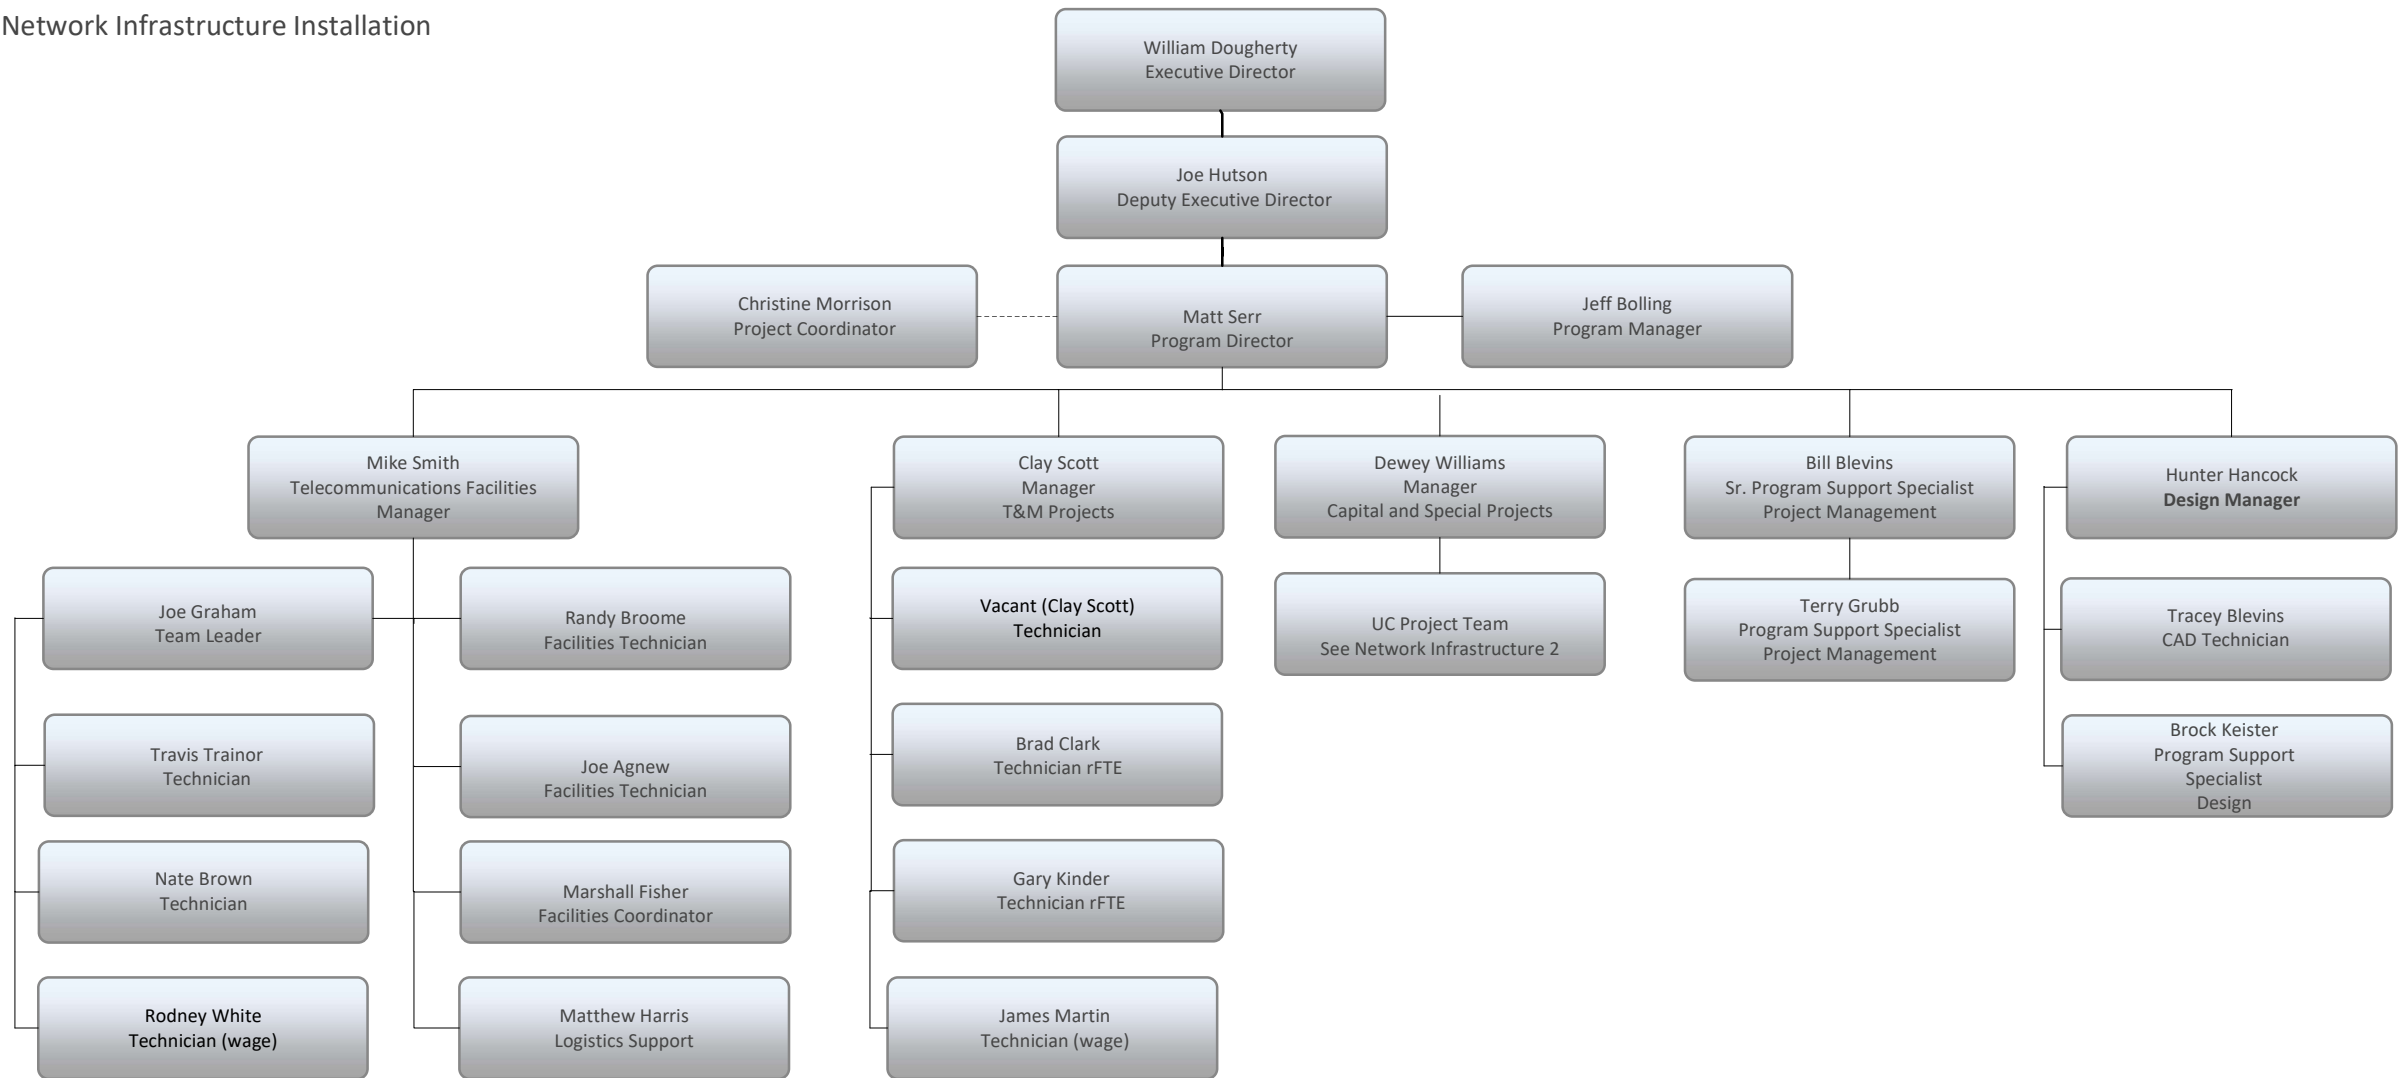 Network Infrastructure Installation
William Dougherty
Executive Director
Joe Hutson
Deputy Executive Director
Christine Morrison
Project Coordinator
Matt Serr
Program Director
Jeff Bolling
Program Manager
Mike Smith
Telecommunications Facilities
Manager
Clay Scott
Manager
T&M Projects
Dewey Williams
Manager
Capital and Special Projects
Bill Blevins
Sr. Program Support Specialist
Project Management
Hunter Hancock
Design Manager
Joe Graham
Team Leader
Randy Broome
Facilities Technician
Vacant (Clay Scott)
Technician
UC Project Team
See Network Infrastructure 2
Terry Grubb
Program Support Specialist
Project Management
Tracey Blevins
CAD Technician
Travis Trainor
Technician
Joe Agnew
Facilities Technician
Brad Clark
Technician rFTE
Brock Keister
Program Support
Specialist
Design
Nate Brown
Technician
Marshall Fisher
Facilities Coordinator
Gary Kinder
Technician rFTE
Rodney White
Technician (wage)
Matthew Harris
Logistics Support
James Martin
Technician (wage)